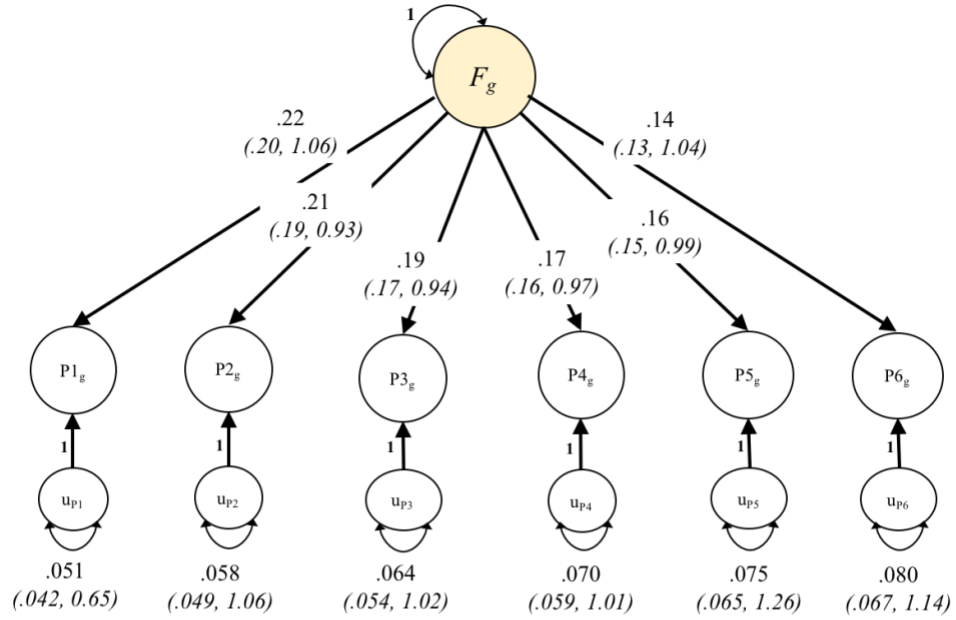 1
F g
.22
(.20, 1.06)
.14
(.13, 1.04)
.21
(.19, 0.93)
.16
(.15, 0.99)
.19
(.17, 0.94)
.17
(.16, 0.97)
P1g
P2g
P3g
P4g
P5g
P6g
1
1
1
1
1
1
uP1
uP2
uP3
uP4
uP5
uP6
.051
(.042, 0.65)
.058
(.049, 1.06)
.064
(.054, 1.02)
.070
(.059, 1.01)
.075
(.065, 1.26)
.080
(.067, 1.14)